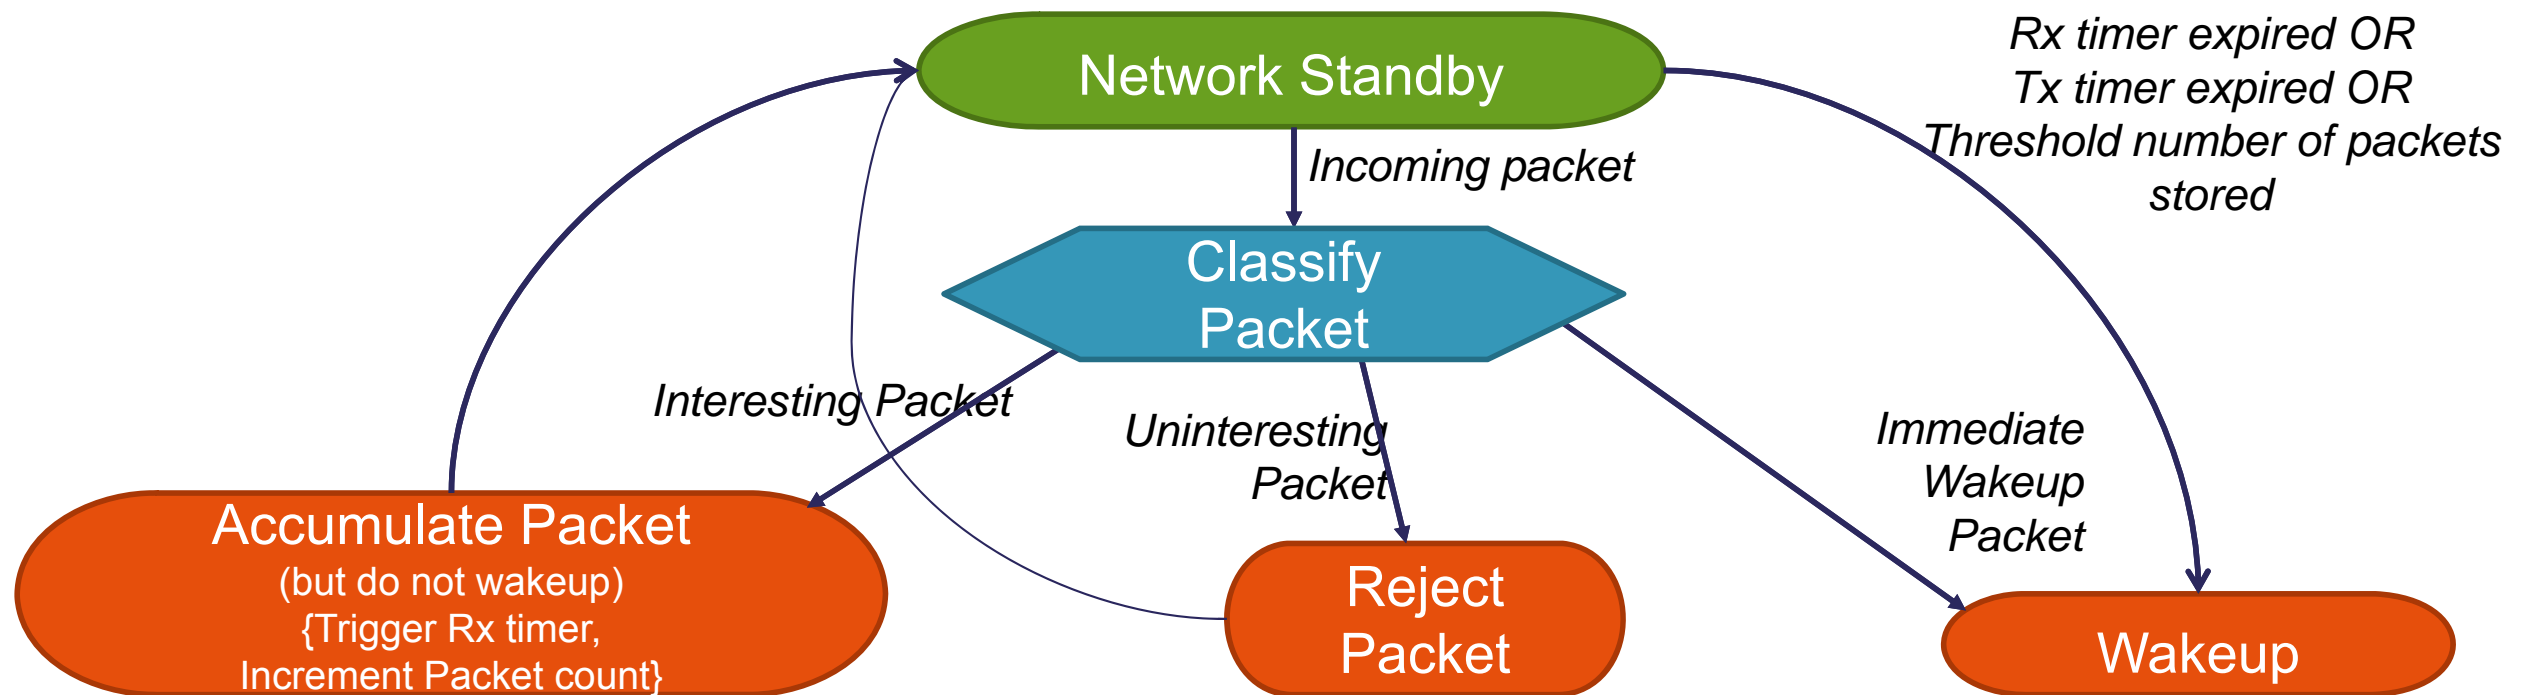 Network Standby
Rx timer expired OR
Tx timer expired OR
Threshold number of packets
stored
Incoming packet
Classify
Packet
Interesting Packet
Uninteresting
Packet
Immediate
Wakeup
Packet
Accumulate Packet
(but do not wakeup)
{Trigger Rx timer,
Increment Packet count}
Reject
Packet
Wakeup